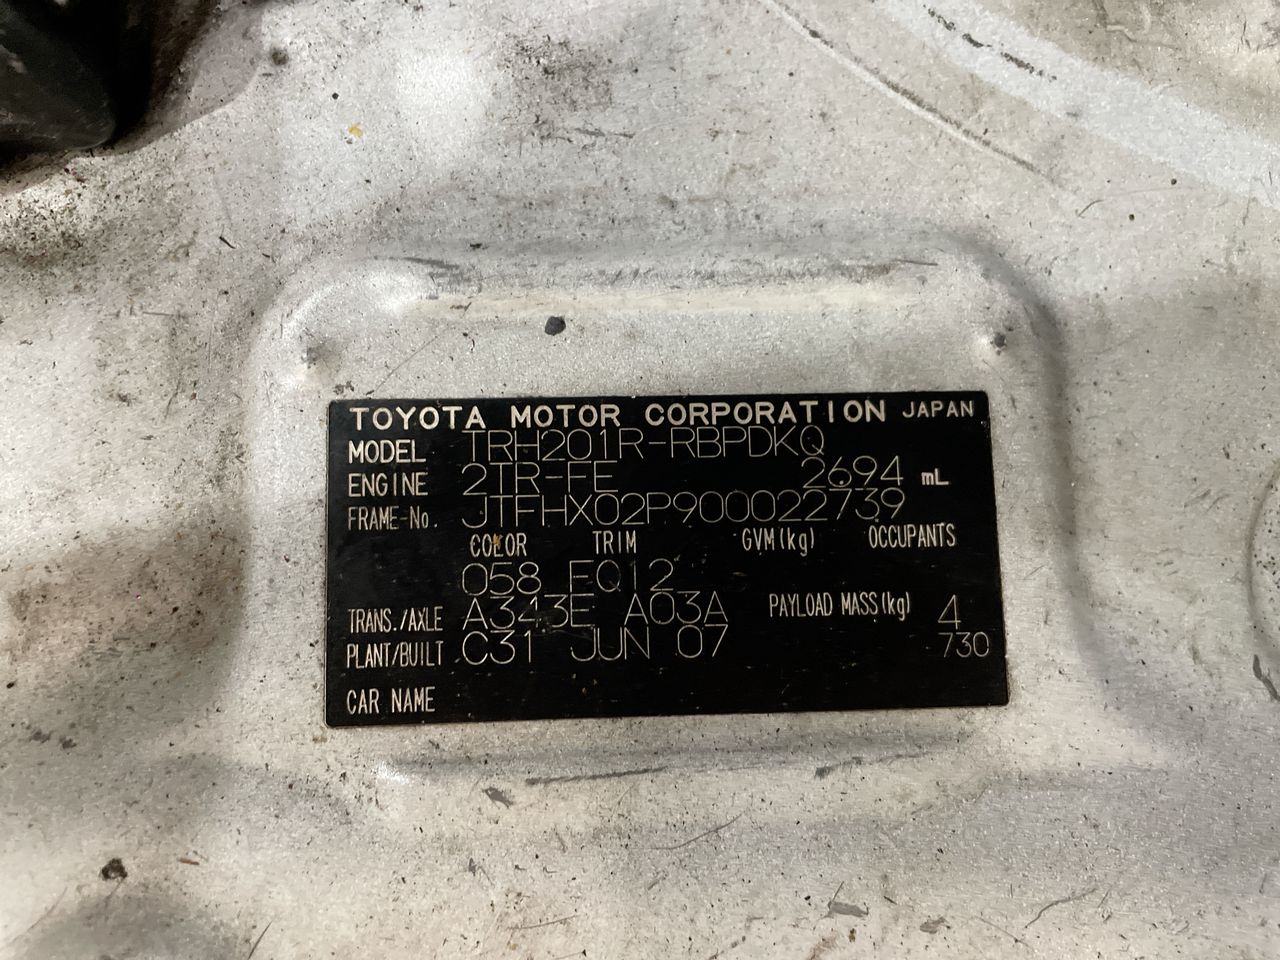 TOYOTA MOTOR CORPORATION JAPAN
MODEL TRH201R-RBPDKQ
ENGINE 2TR-FE 2694 mL
FRAME-No. JTFHX02P900022739
COLOR TRIM GVM(kg) OCCUPANTS
058 EQ12
TRANS./AXLE A343E A03A PAYLOAD MASS(kg) 4
PLANT/BUILT C31 JUN 07 730
CAR NAME